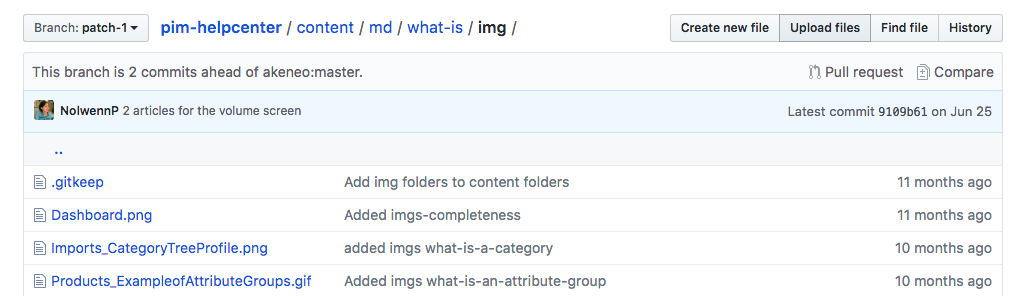 Branch: patch-1 pim-helpcenter / content / md / what-is / img / Create new file Upload files Find file History
This branch is 2 commits ahead of akeneo:master. Pull request Compare
NolwennP 2 articles for the volume screen Latest commit 9109b61 on Jun 25
..
.gitkeep Add img folders to content folders 11 months ago
Dashboard.png Added imgs-completeness 11 months ago
Imports_CategoryTreeProfile.png added imgs what-is-a-category 10 months ago
Products_ExampleofAttributeGroups.gif Added imgs what-is-an-attribute-group 10 months ago